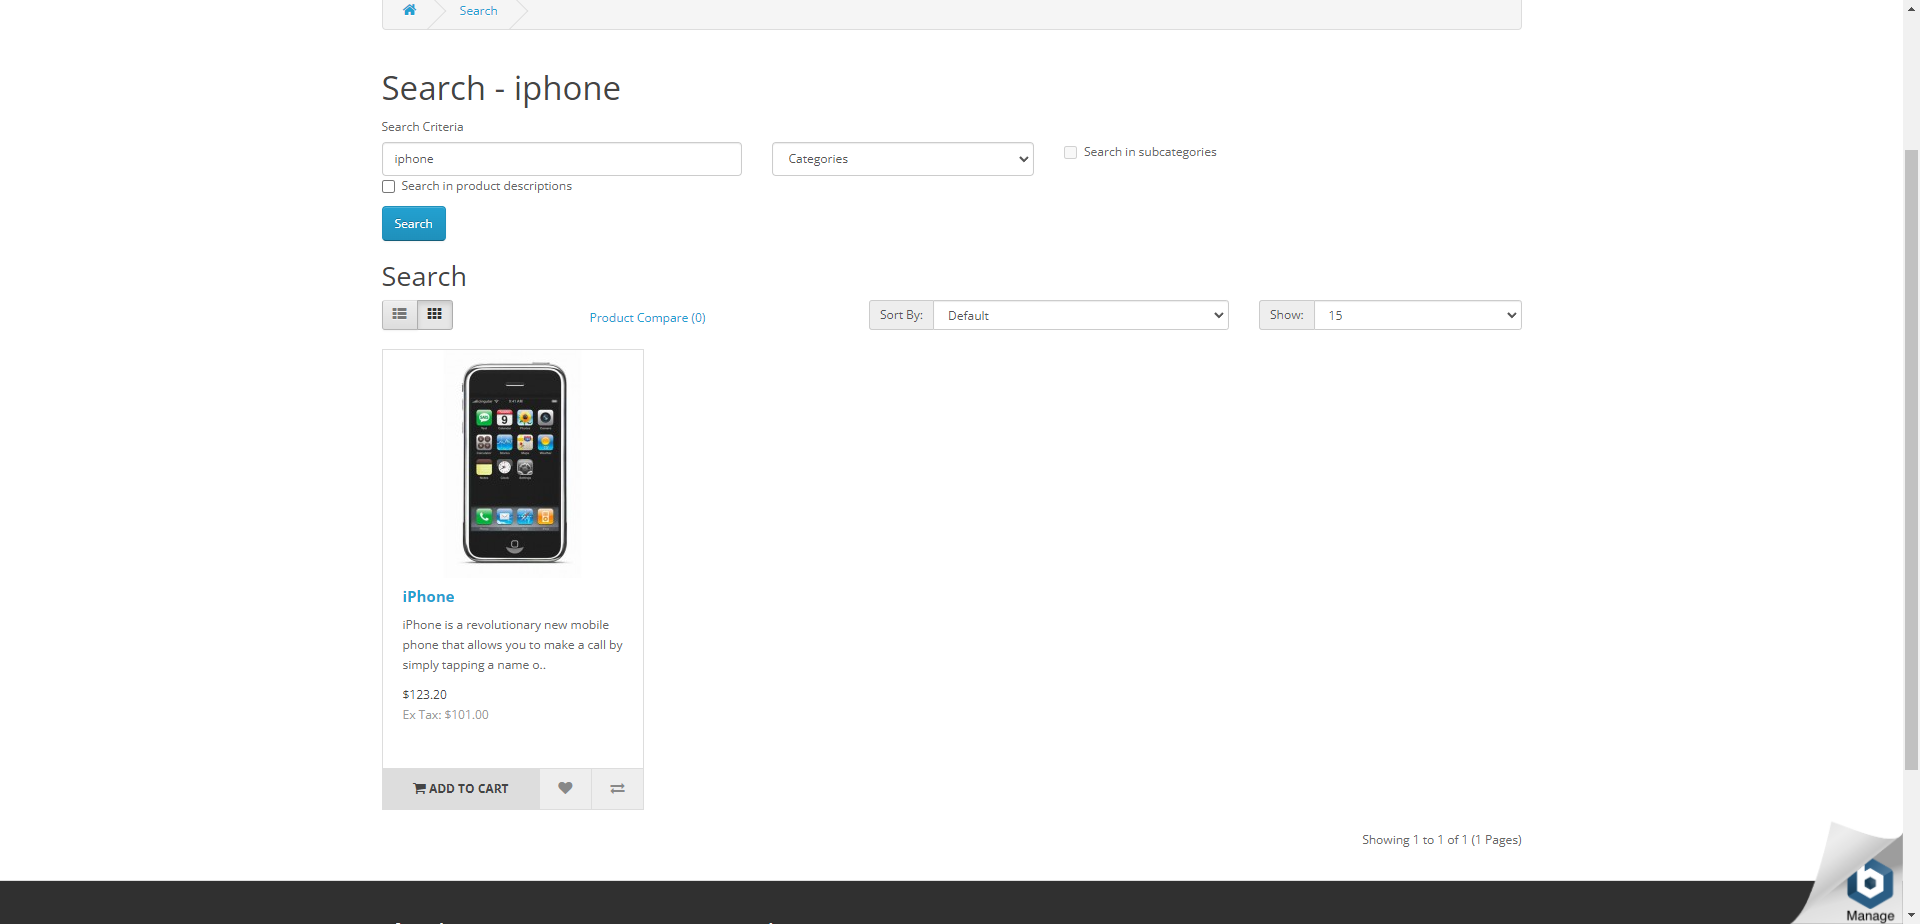 Search
Search - iphone
Search Criteria
iphone
Categories
Search in subcategories
Search in product descriptions
Search
Search
Product Compare (0)
Sort By:
Default
Show:
15
9
iPhone
iPhone is a revolutionary new mobile
phone that allows you to make a call by
simply tapping a name o..
$123.20
Ex Tax: $101.00
ADD TO CART
Showing 1 to 1 of 1 (1 Pages)
b
Manage